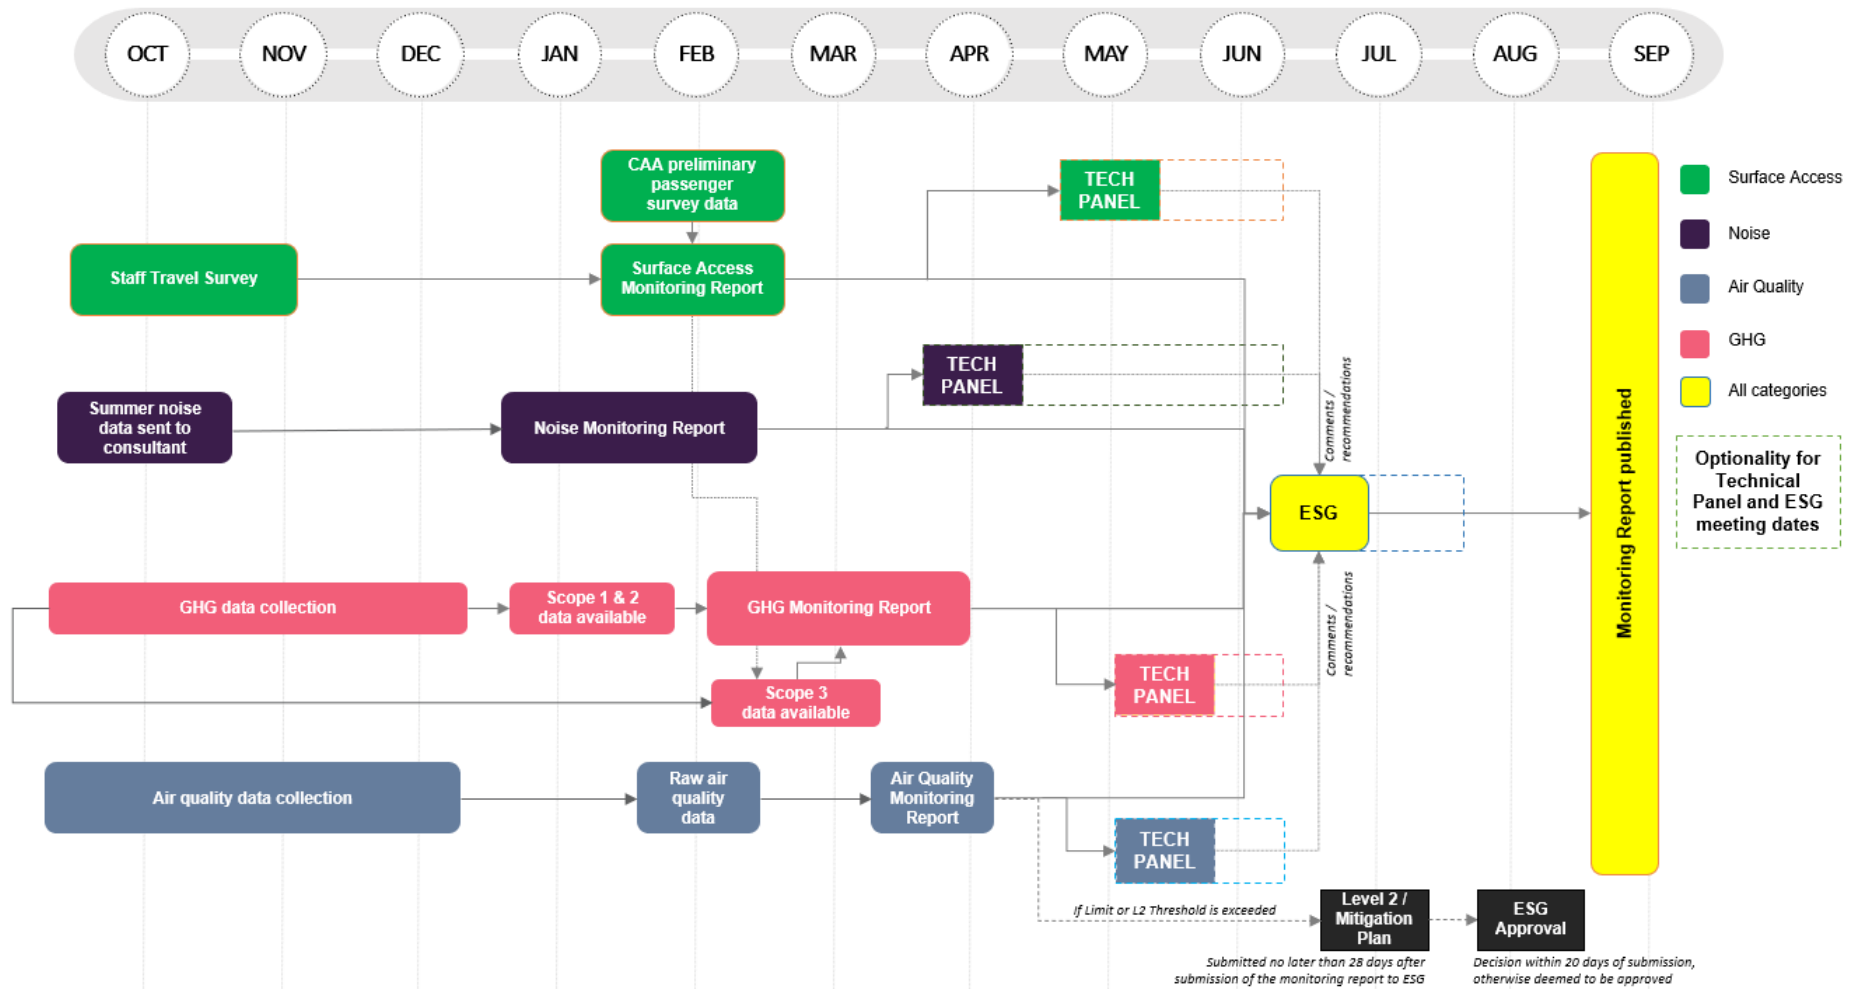 OCT NOV DEC JAN FEB MAR APR MAY JUN JUL AUG SEP
CAA preliminary
passenger
survey data
TECH
PANEL
Surface Access
Staff Travel Survey
Surface Access
Monitoring Report
Noise
Air Quality
GHG
All categories
TECH
PANEL
Summer noise
data sent to
consultant
Noise Monitoring Report
Comments /
recommendations
Optionality for
Technical
Panel and ESG
meeting dates
ESG
Monitoring Report published
GHG data collection
Scope 1 & 2
data available
GHG Monitoring Report
Comments /
recommendations
TECH
PANEL
Scope 3
data available
Air quality data collection
Raw air
quality
data
Air Quality
Monitoring
Report
TECH
PANEL
If Limit or L2 Threshold is exceeded
Level 2 /
Mitigation
Plan
ESG
Approval
Submitted no later than 28 days after
submission of the monitoring report to ESG
Decision within 20 days of submission,
otherwise deemed to be approved